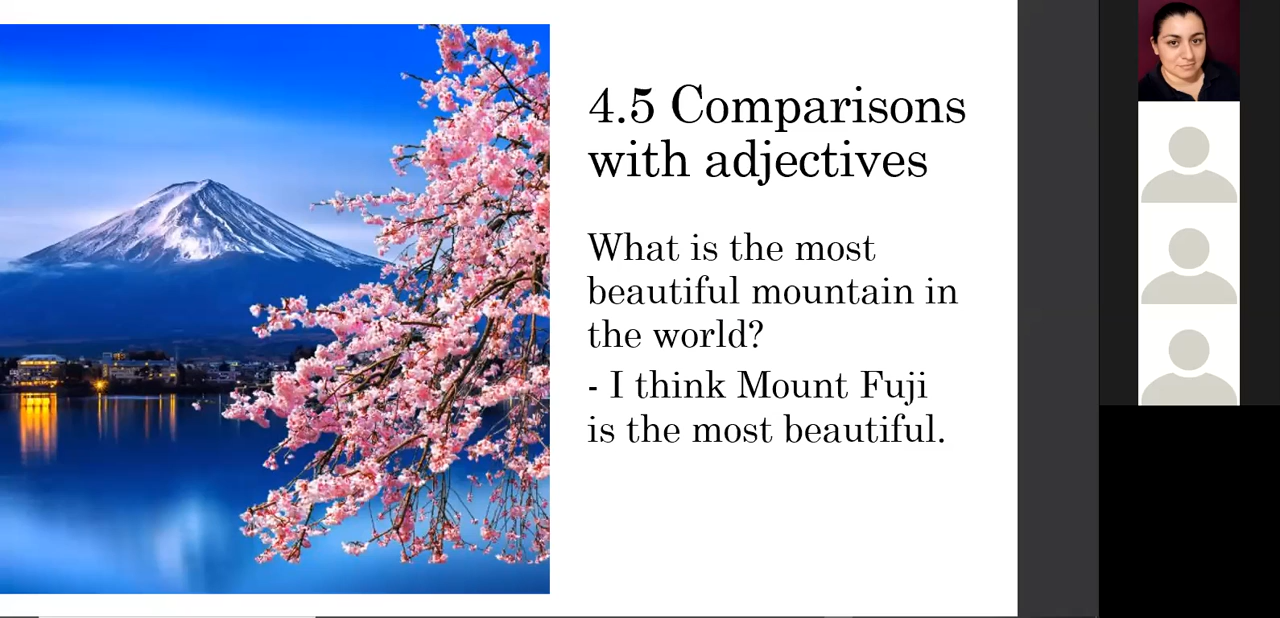 4.5 Comparisons
with adjectives
What is the most
beautiful mountain in
the world?
- I think Mount Fuji
is the most beautiful.